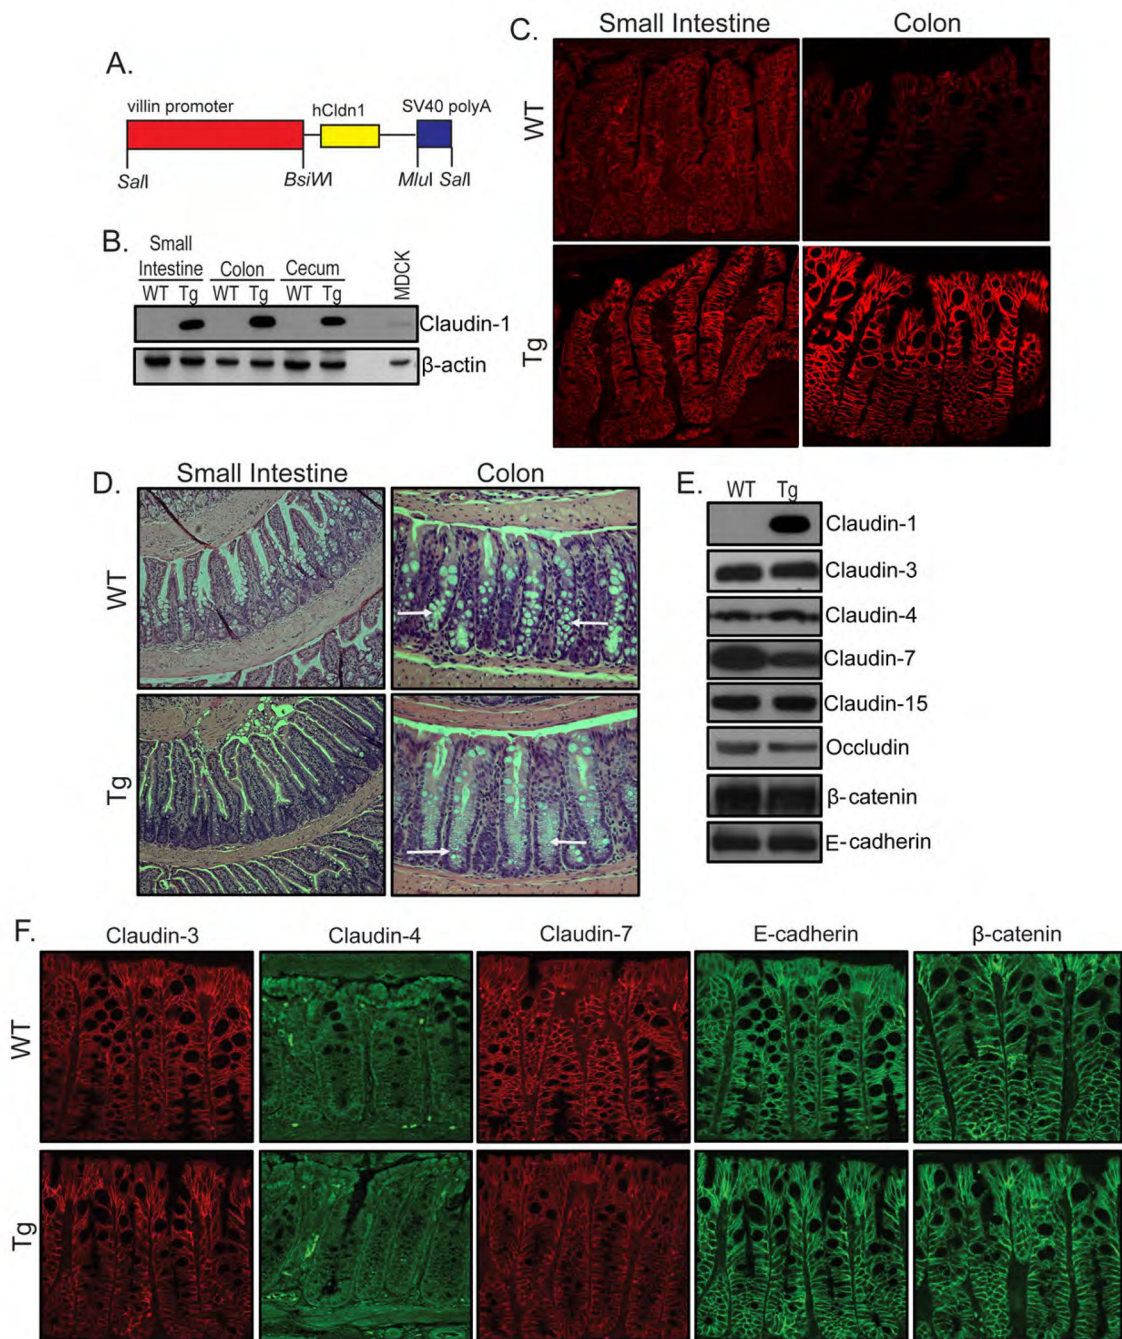 A.
villin promoter hCldn1 SV40 polyA
SalI BsiWI MluI SalI
B.
Small
Intestine Colon Cecum
WT Tg WT Tg WT Tg MDCK
Claudin-1
β-actin
C.
Small Intestine Colon
WT
Tg
D.
Small Intestine Colon
WT
Tg
E.
WT Tg
Claudin-1
Claudin-3
Claudin-4
Claudin-7
Claudin-15
Occludin
β-catenin
E-cadherin
F.
Claudin-3 Claudin-4 Claudin-7 E-cadherin β-catenin
WT
Tg